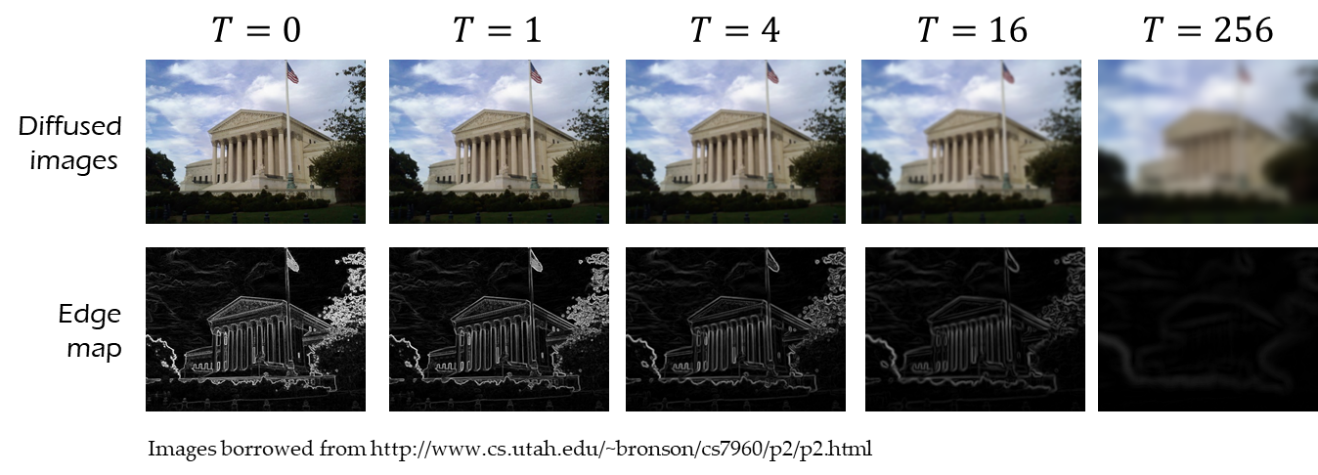 T = 0
T = 1
T = 4
T = 16
T = 256
Diffused
images
Edge
map
Images borrowed from http://www.cs.utah.edu/~bronson/cs7960/p2/p2.html